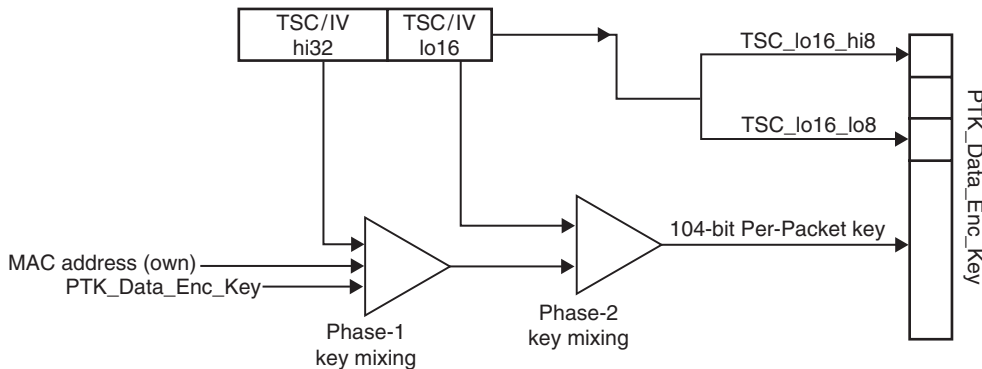 TSC/IV
hi32
TSC/IV
lo16
TSC_lo16_hi8
TSC_lo16_lo8
PTK_Data_Enc_Key
104-bit Per-Packet key
MAC address (own)
PTK_Data_Enc_Key
Phase-1
key mixing
Phase-2
key mixing